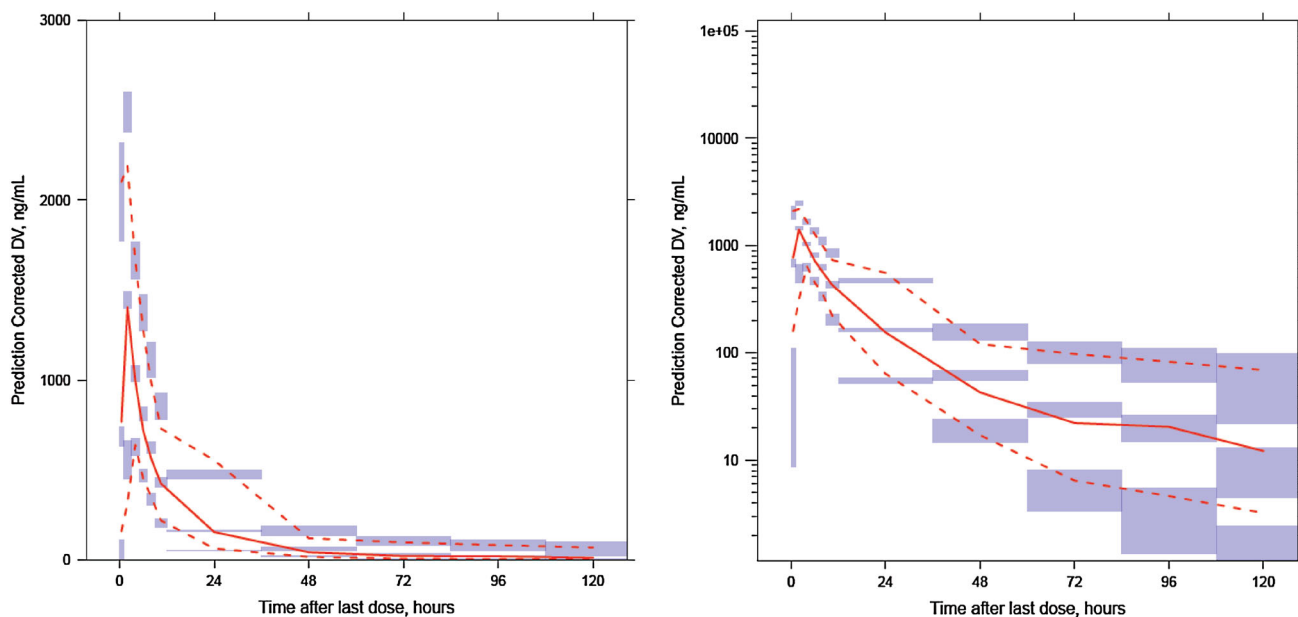 3000
2000
1000
0
Prediction Corrected DV, ng/mL
0 24 48 72 96 120
Time after last dose, hours
1e+05
10000
1000
100
10
Prediction Corrected DV, ng/mL
0 24 48 72 96 120
Time after last dose, hours